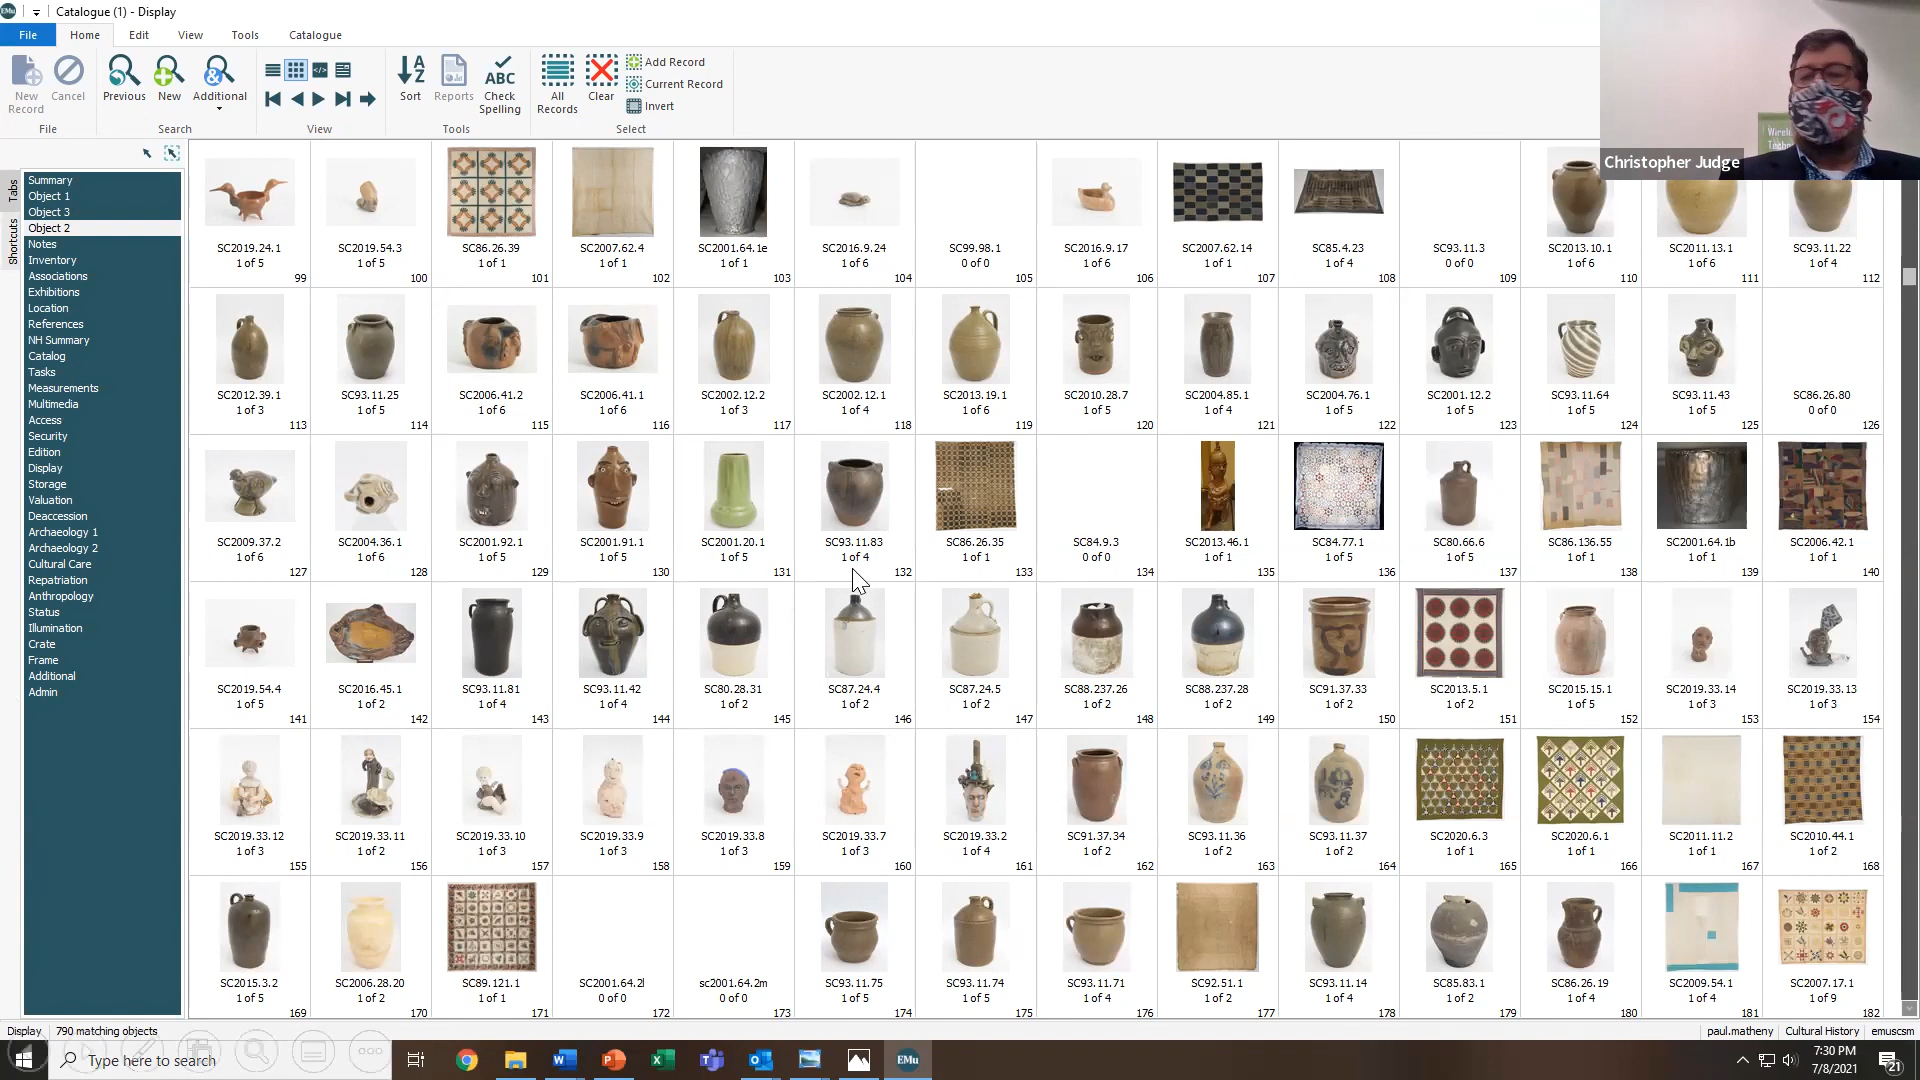 EMu Catalogue (1) - Display
File Home Edit View Tools Catalogue
New Record Cancel Previous New Additional Sort Reports ABC Check Spelling All Records Clear Add Record
Current Record
Invert
File Search View Tools Select
Christopher Judge
Tabs
Shortcuts
Summary
Object 1
Object 3
Object 2
Notes
Inventory
Associations
Exhibitions
Location
References
NH Summary
Catalog
Tasks
Measurements
Multimedia
Access
Security
Edition
Display
Storage
Valuation
Deaccession
Archaeology 1
Archaeology 2
Cultural Care
Repatriation
Anthropology
Status
Illumination
Crate
Frame
Additional
Admin
SC2019.24.1 SC2019.54.3 SC86.26.39 SC2007.62.4 SC2001.64.1e SC2016.9.24 SC99.98.1 SC2016.9.17 SC2007.62.14 SC85.4.23 SC93.11.3 SC2013.10.1 SC2011.13.1 SC93.11.22
1 of 5 1 of 5 1 of 1 1 of 1 1 of 1 1 of 6 0 of 0 1 of 6 1 of 1 1 of 4 0 of 0 1 of 6 1 of 6 1 of 4
99 100 101 102 103 104 105 106 107 108 109 110 111 112
SC2012.39.1 SC93.11.25 SC2006.41.2 SC2006.41.1 SC2002.12.2 SC2002.12.1 SC2013.19.1 SC2010.28.7 SC2004.85.1 SC2004.76.1 SC2001.12.2 SC93.11.64 SC93.11.43 SC86.26.80
1 of 3 1 of 5 1 of 6 1 of 6 1 of 3 1 of 4 1 of 6 1 of 5 1 of 4 1 of 5 1 of 5 1 of 5 1 of 5 0 of 0
113 114 115 116 117 118 119 120 121 122 123 124 125 126
SC2009.37.2 SC2004.36.1 SC2001.92.1 SC2001.91.1 SC2001.20.1 SC93.11.83 SC86.26.35 SC84.9.3 SC2013.46.1 SC84.77.1 SC80.66.6 SC86.136.55 SC2001.64.1b SC2006.42.1
1 of 6 1 of 6 1 of 5 1 of 5 1 of 5 1 of 4 1 of 1 0 of 0 1 of 1 1 of 5 1 of 5 1 of 1 1 of 1 1 of 1
127 128 129 130 131 132 133 134 135 136 137 138 139 140
SC2019.54.4 SC2016.45.1 SC93.11.81 SC93.11.42 SC80.28.31 SC87.24.4 SC87.24.5 SC88.237.26 SC88.237.28 SC91.37.33 SC2013.5.1 SC2015.15.1 SC2019.33.14 SC2019.33.13
1 of 5 1 of 2 1 of 4 1 of 4 1 of 2 1 of 2 1 of 2 1 of 2 1 of 2 1 of 2 1 of 2 1 of 5 1 of 3 1 of 3
141 142 143 144 145 146 147 148 149 150 151 152 153 154
SC2019.33.12 SC2019.33.11 SC2019.33.10 SC2019.33.9 SC2019.33.8 SC2019.33.7 SC2019.33.2 SC91.37.34 SC93.11.36 SC93.11.37 SC2020.6.3 SC2020.6.1 SC2011.11.2 SC2010.44.1
1 of 3 1 of 2 1 of 3 1 of 3 1 of 3 1 of 3 1 of 4 1 of 2 1 of 2 1 of 2 1 of 1 1 of 1 1 of 1 1 of 2
155 156 157 158 159 160 161 162 163 164 165 166 167 168
SC2015.3.2 SC2006.28.20 SC89.121.1 SC2001.64.2l sc2001.64.2m SC93.11.75 SC93.11.74 SC93.11.71 SC92.51.1 SC93.11.14 SC85.83.1 SC86.26.19 SC2009.54.1 SC2007.17.1
1 of 5 1 of 2 1 of 1 0 of 0 0 of 0 1 of 5 1 of 5 1 of 4 1 of 2 1 of 4 1 of 2 1 of 4 1 of 4 1 of 9
169 170 171 172 173 174 175 176 177 178 179 180 181 182
Display 790 matching objects paul.matheny Cultural History emuscsm
Type here to search EMu 7:30 PM
7/8/2021 21